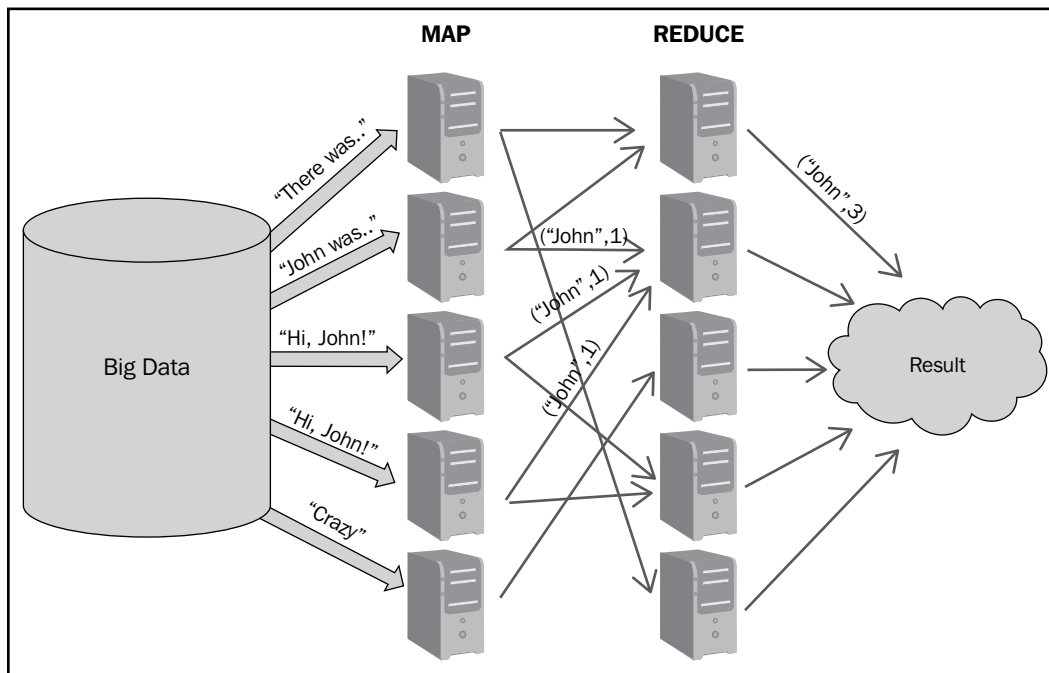 MAP
REDUCE
“There was..”
“John was..”
“Hi, John!”
“Hi, John!”
“Crazy”
Big Data
(“John”,1)
(“John”,1)
(“John”,1)
(“John”,3)
Result